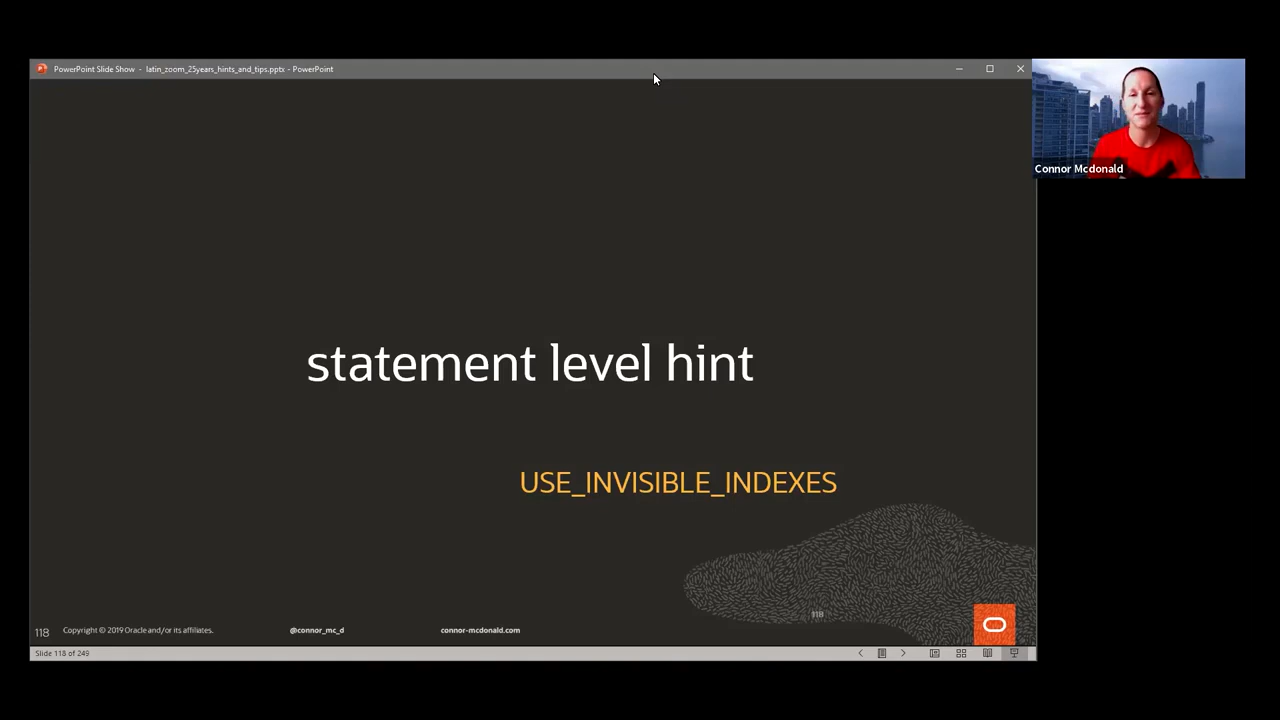 PowerPoint Slide Show - latin_zoom_25years_hints_and_tips.pptx - PowerPoint
Connor Mcdonald
statement level hint
USE_INVISIBLE_INDEXES
118
118 Copyright © 2019 Oracle and/or its affiliates. @connor_mc_d connor-mcdonald.com
Slide 118 of 249